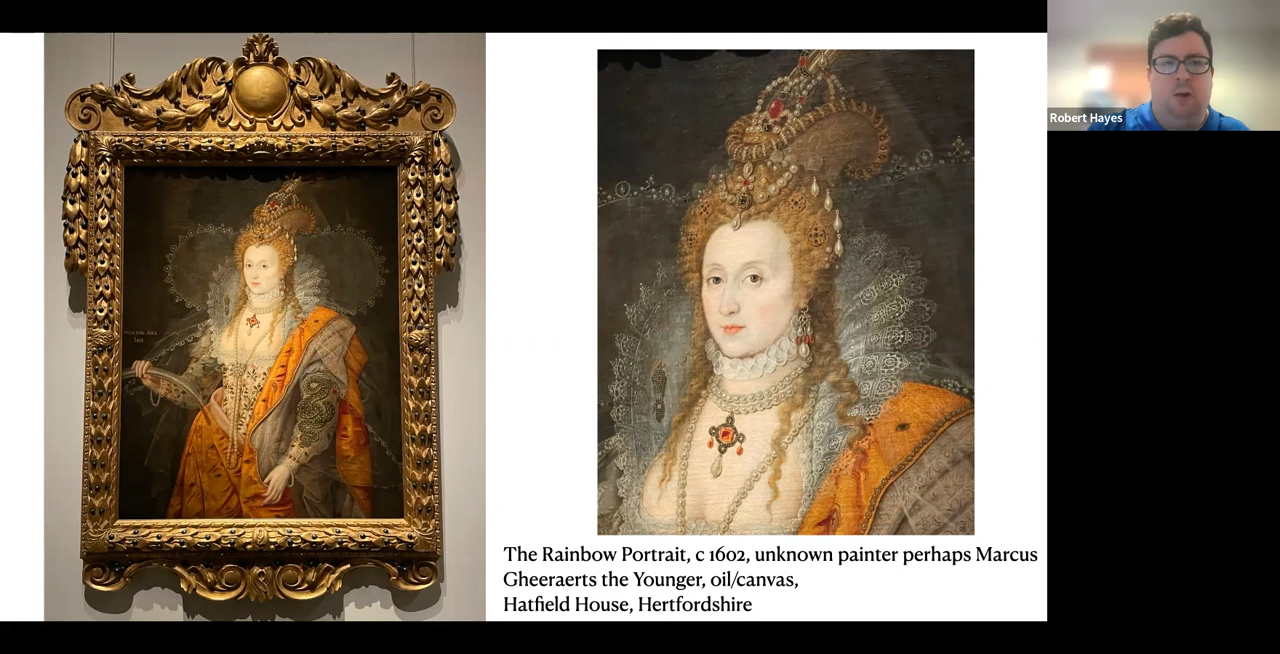 Robert Hayes
The Rainbow Portrait, c 1602, unknown painter perhaps Marcus
Gheeraerts the Younger, oil/canvas,
Hatfield House, Hertfordshire